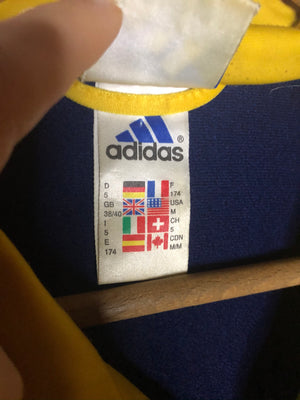 ®
adidas
D F
5 174
GB USA
38/40 M
I CH
5 5
E CDN
174 M/M